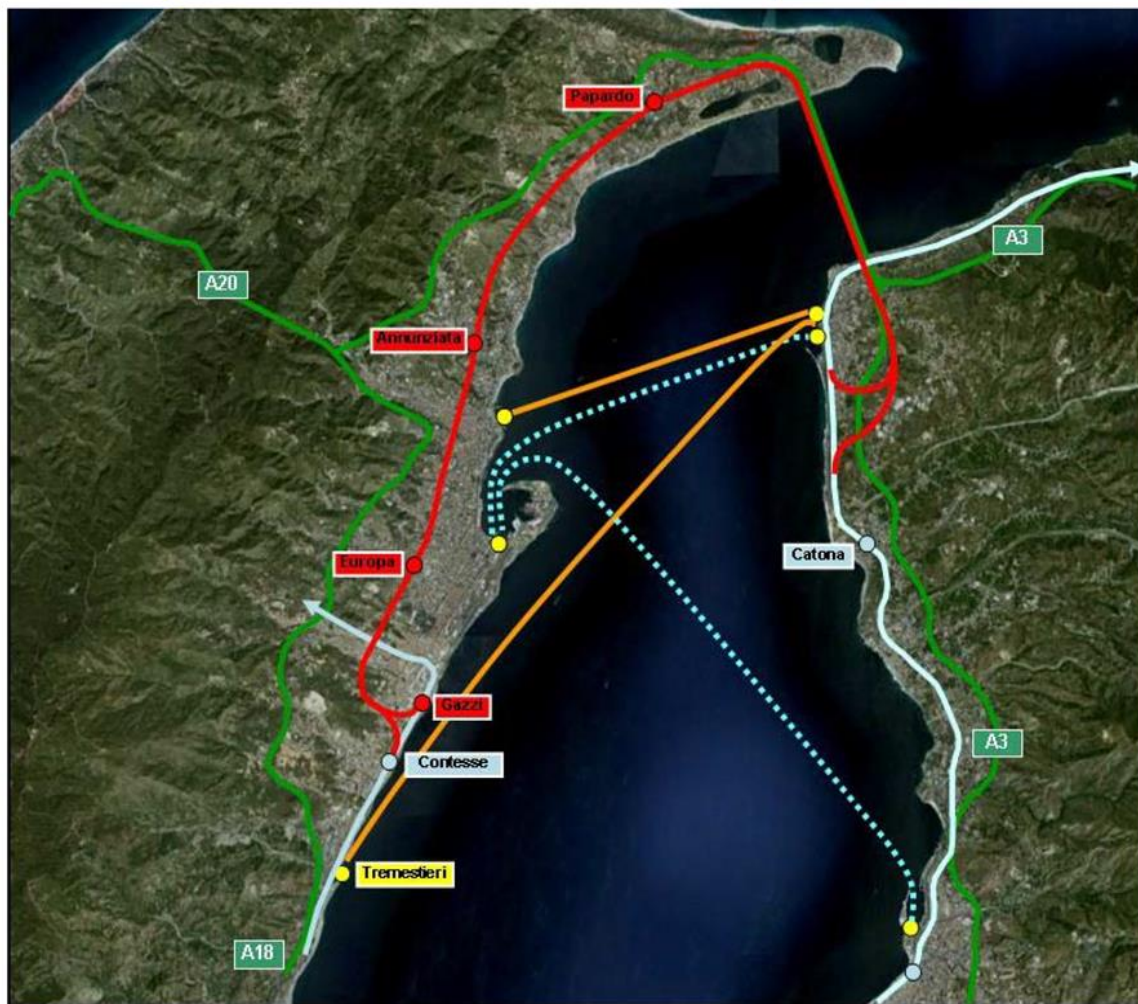 Papardo
A3
A20
Annunziata
Catona
Europa
Gazzi
A3
Contesse
Tremestieri
A18